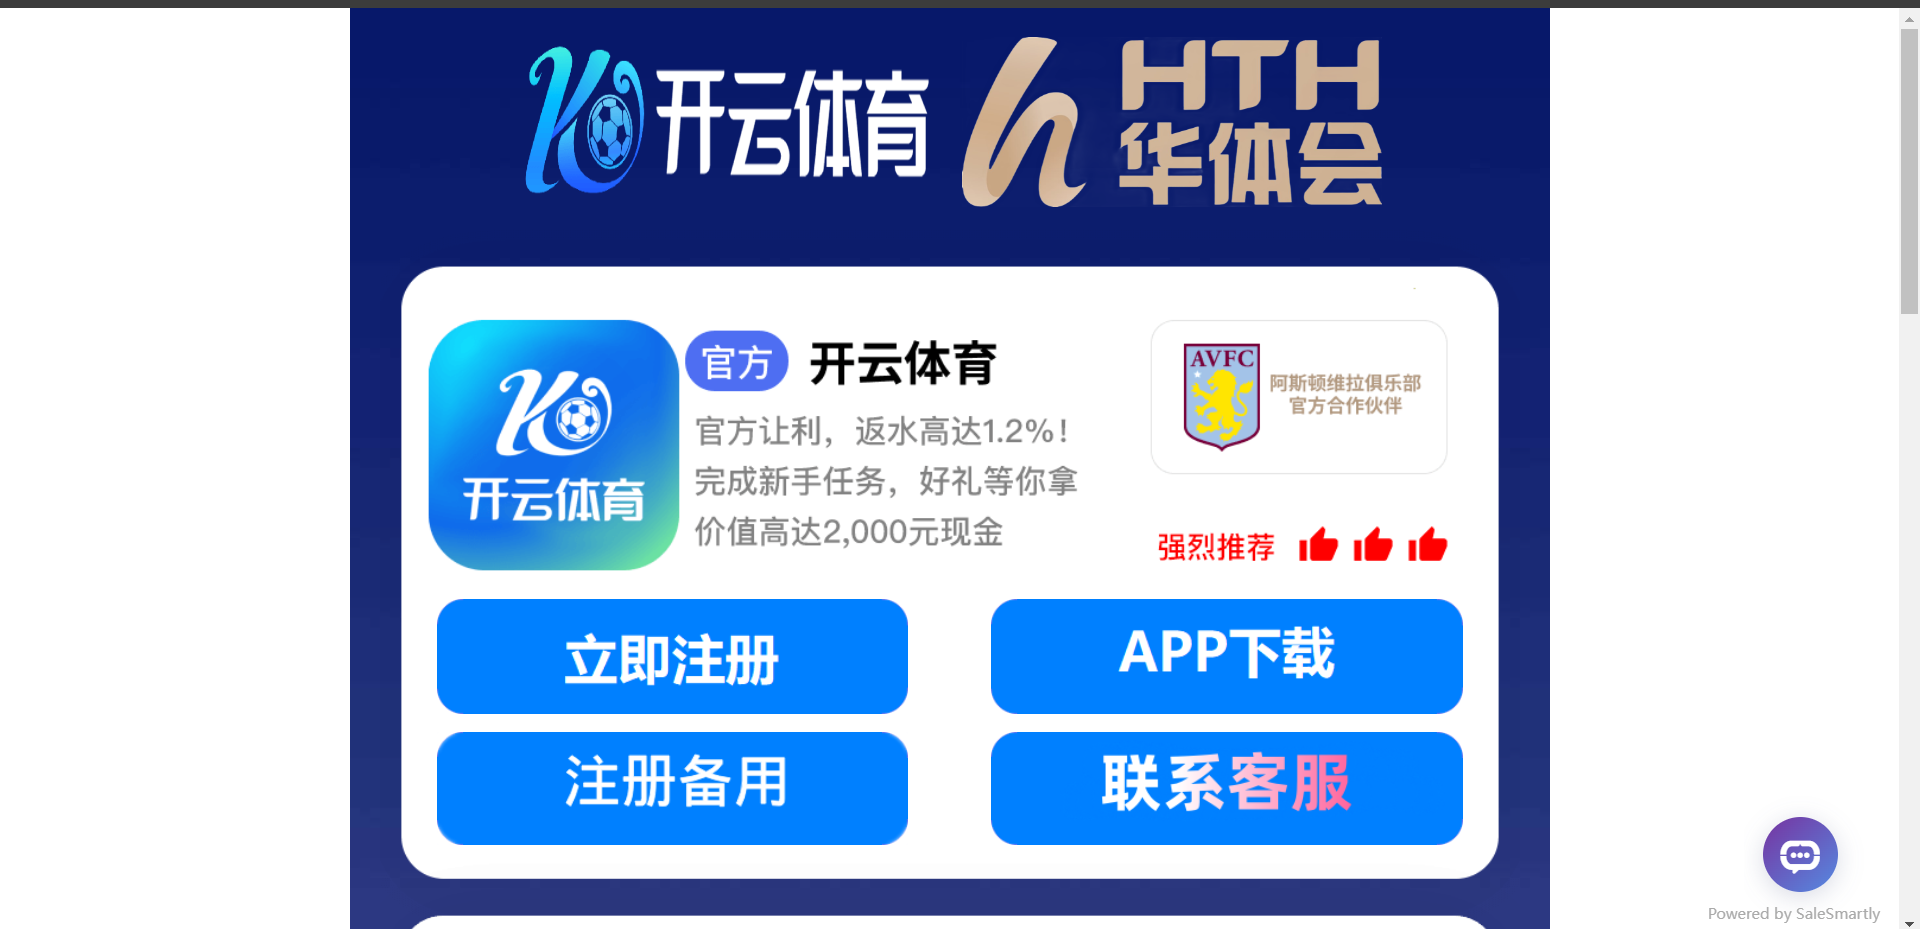 开云体育
HTH
华体会
官方 开云体育
官方让利，返水高达1.2%！
完成新手任务，好礼等你拿
价值高达2,000元现金
开云体育
AVFC
阿斯顿维拉俱乐部
官方合作伙伴
强烈推荐
立即注册
APP下载
注册备用
联系客服
Powered by SaleSmartly